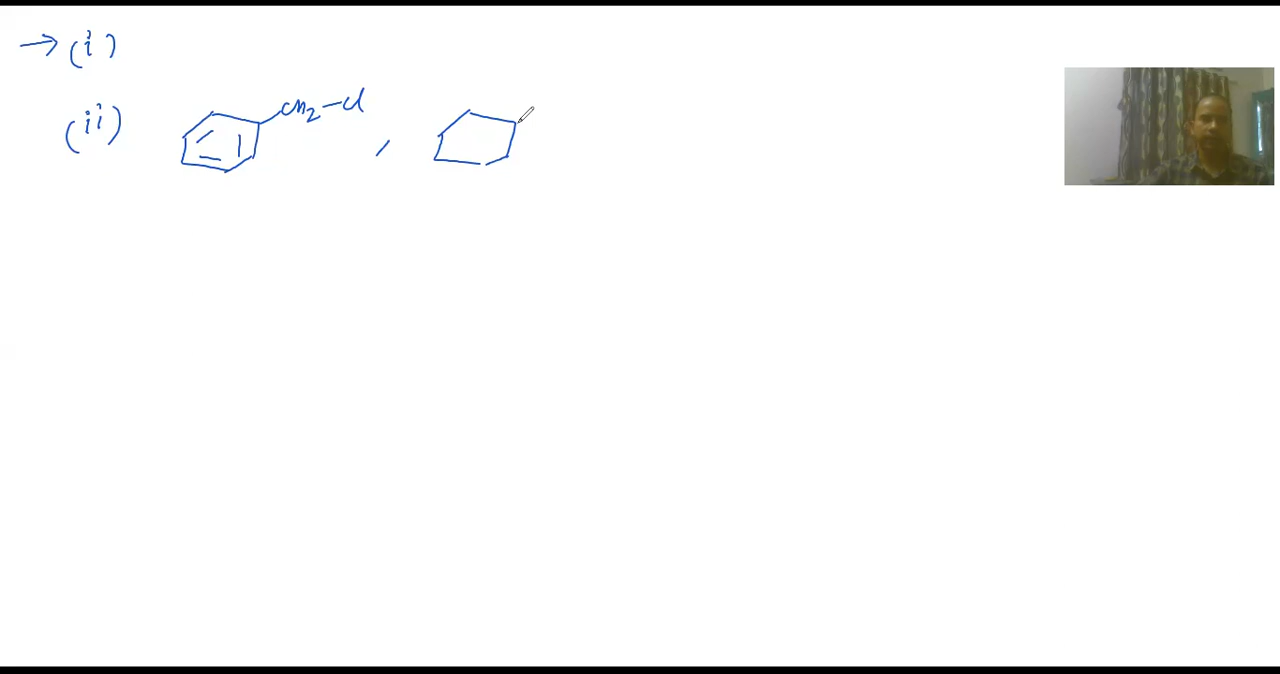 → (i)
(ii) CH2-Cl ,